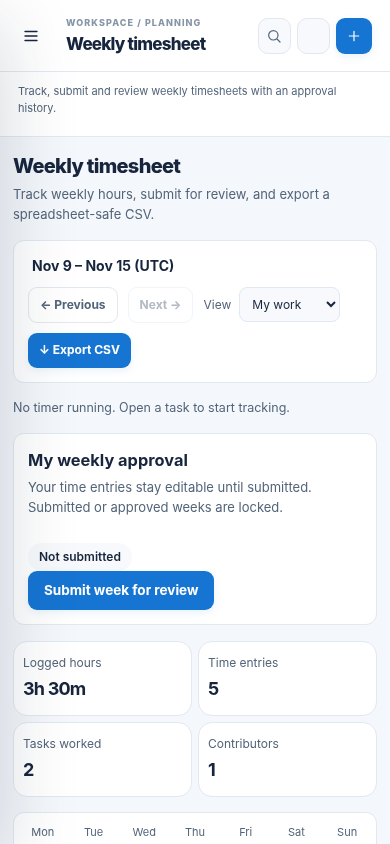 WORKSPACE / PLANNING
Weekly timesheet
Track, submit and review weekly timesheets with an approval
history.
Weekly timesheet
Track weekly hours, submit for review, and export a
spreadsheet-safe CSV.
Nov 9 – Nov 15 (UTC)
← Previous Next → View My work
↓ Export CSV
No timer running. Open a task to start tracking.
My weekly approval
Your time entries stay editable until submitted.
Submitted or approved weeks are locked.
Not submitted
Submit week for review
Logged hours
3h 30m
Time entries
5
Tasks worked
2
Contributors
1
Mon Tue Wed Thu Fri Sat Sun